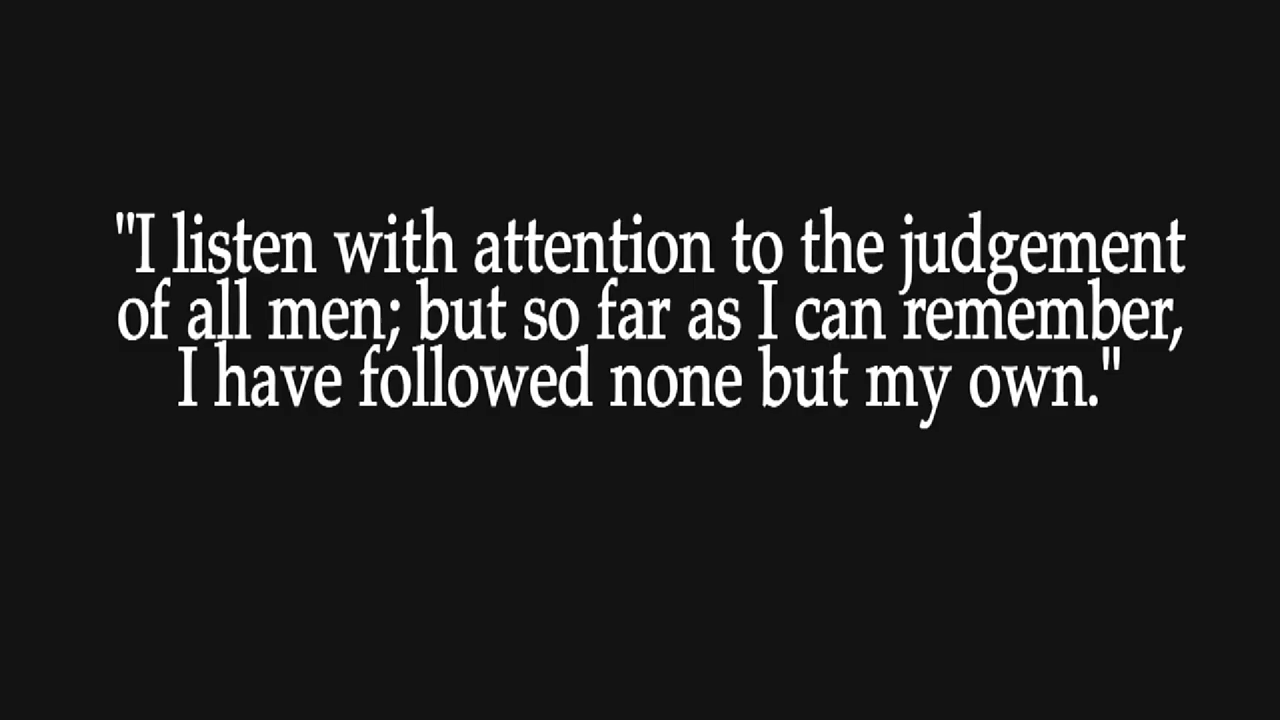 "I listen with attention to the judgement
of all men; but so far as I can remember,
I have followed none but my own."